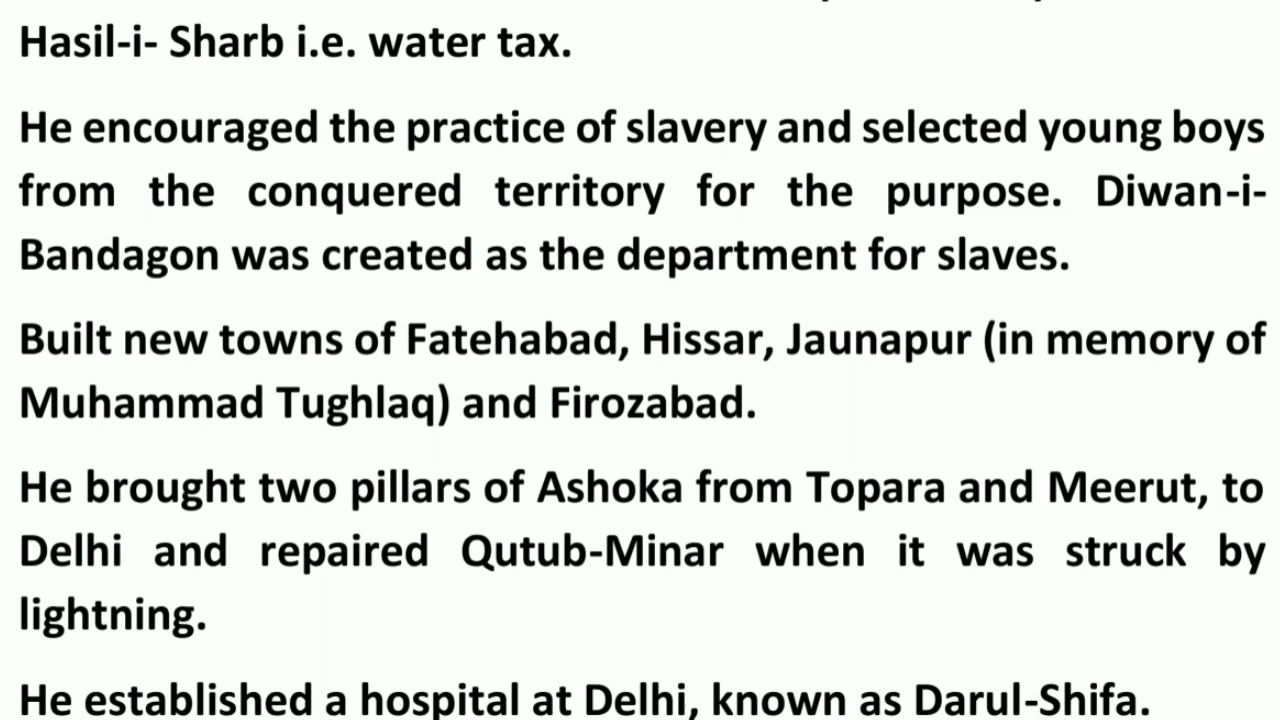 Hasil-i- Sharb i.e. water tax.
He encouraged the practice of slavery and selected young boys
from the conquered territory for the purpose. Diwan-i-
Bandagon was created as the department for slaves.
Built new towns of Fatehabad, Hissar, Jaunapur (in memory of
Muhammad Tughlaq) and Firozabad.
He brought two pillars of Ashoka from Topara and Meerut, to
Delhi and repaired Qutub-Minar when it was struck by
lightning.
He established a hospital at Delhi, known as Darul-Shifa.